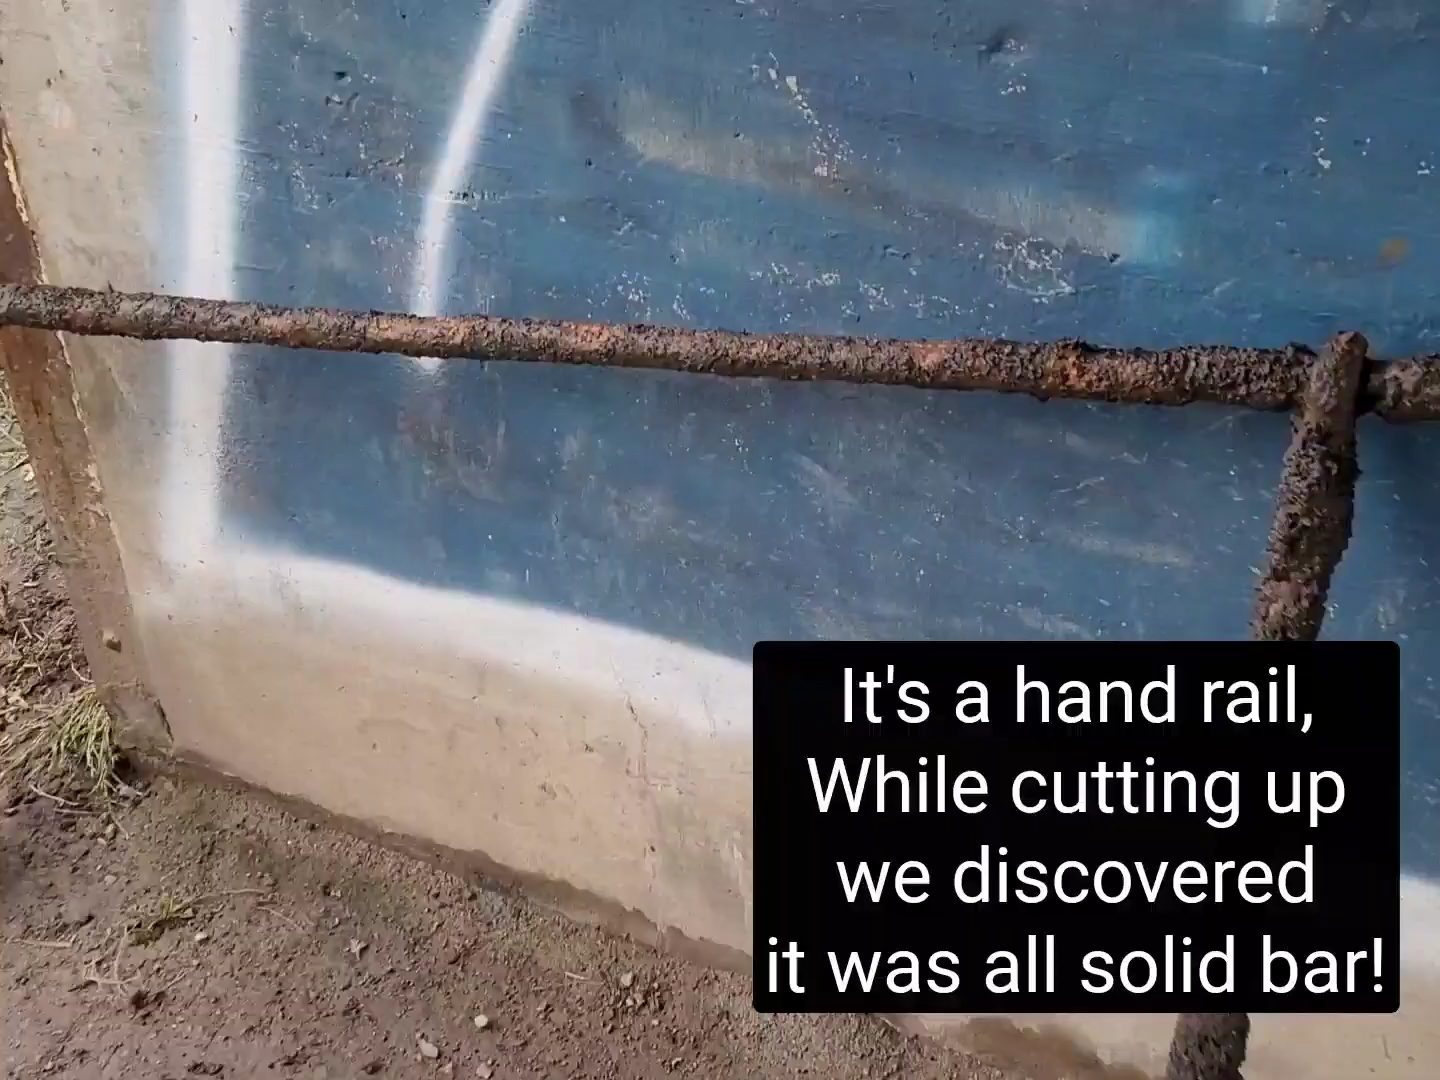 It's a hand rail,
While cutting up
we discovered
it was all solid bar!